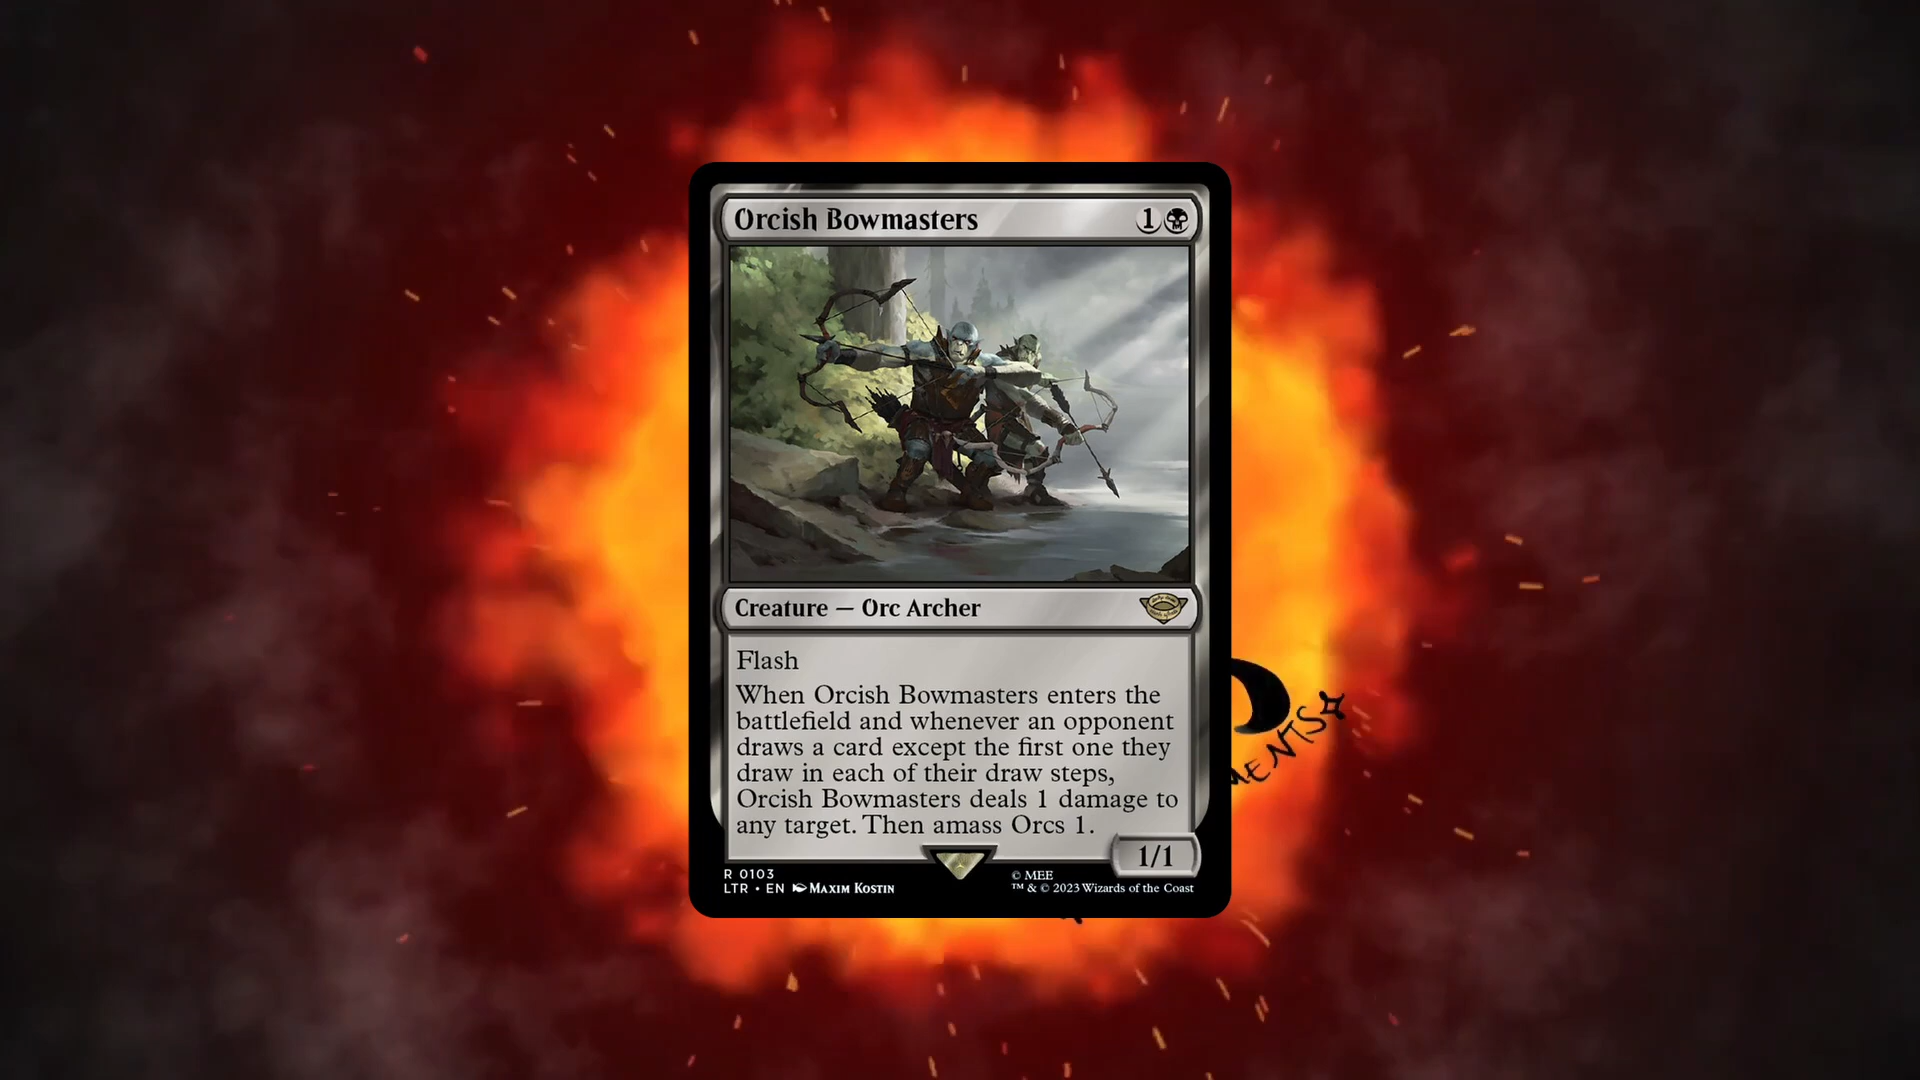 Orcish Bowmasters 1
Creature — Orc Archer
Flash
When Orcish Bowmasters enters the
battlefield and whenever an opponent
draws a card except the first one they
draw in each of their draw steps,
Orcish Bowmasters deals 1 damage to
any target. Then amass Orcs 1.
1/1
R 0103
LTR • EN Maxim Kostin
© MEE
™ & © 2023 Wizards of the Coast